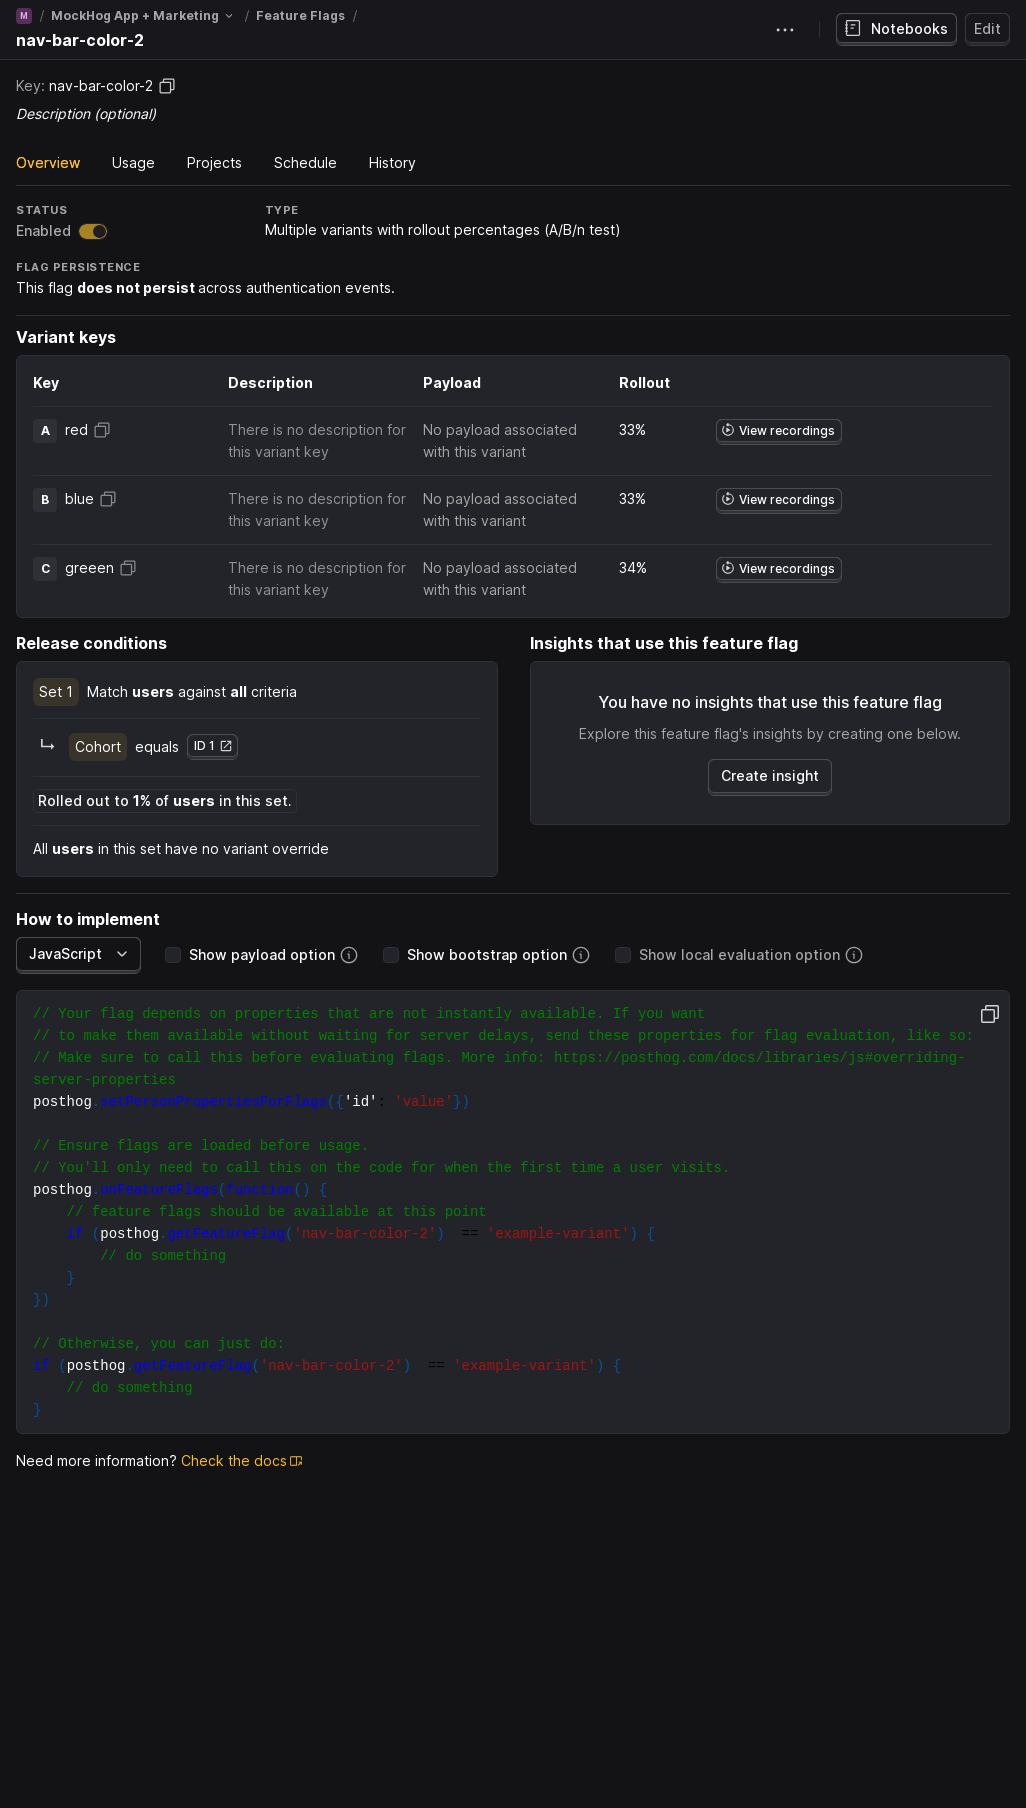 M / MockHog App + Marketing / Feature Flags /
nav-bar-color-2
Notebooks
Edit
Key: nav-bar-color-2
Description (optional)
Overview Usage Projects Schedule History
STATUS TYPE
Enabled Multiple variants with rollout percentages (A/B/n test)
FLAG PERSISTENCE
This flag does not persist across authentication events.
Variant keys
Key Description Payload Rollout
A red There is no description for No payload associated 33% View recordings
this variant key with this variant
B blue There is no description for No payload associated 33% View recordings
this variant key with this variant
C greeen There is no description for No payload associated 34% View recordings
this variant key with this variant
Release conditions
Set 1 Match users against all criteria
Cohort equals ID 1
Rolled out to 1% of users in this set.
All users in this set have no variant override
Insights that use this feature flag
You have no insights that use this feature flag
Explore this feature flag's insights by creating one below.
Create insight
How to implement
JavaScript Show payload option Show bootstrap option Show local evaluation option
// Your flag depends on properties that are not instantly available. If you want
// to make them available without waiting for server delays, send these properties for flag evaluation, like so:
// Make sure to call this before evaluating flags. More info: https://posthog.com/docs/libraries/js#overriding-
server-properties
posthog.setPersonPropertiesForFlags({'id': 'value'})
// Ensure flags are loaded before usage.
// You'll only need to call this on the code for when the first time a user visits.
posthog.onFeatureFlags(function() {
// feature flags should be available at this point
if (posthog.getFeatureFlag('nav-bar-color-2')  == 'example-variant') {
// do something
}
})
// Otherwise, you can just do:
if (posthog.getFeatureFlag('nav-bar-color-2')  == 'example-variant') {
// do something
}
Need more information? Check the docs